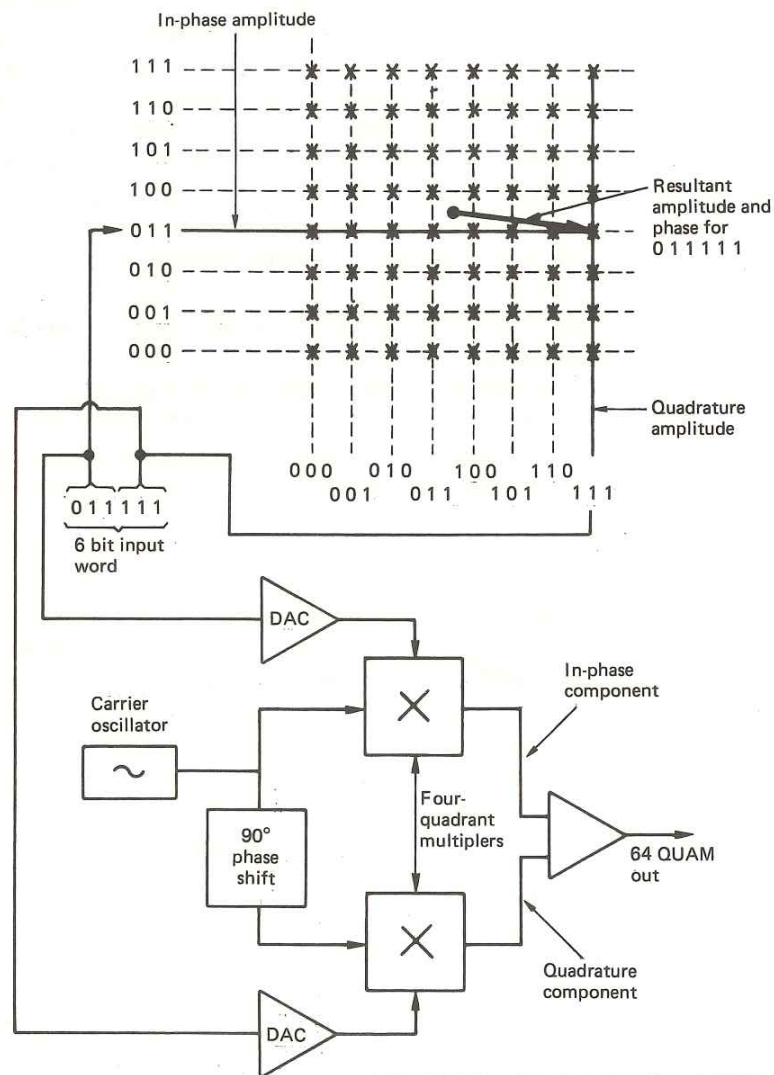 In-phase amplitude
111
110
101
100
011
010
001
000
Resultant
amplitude and
phase for
011111
Quadrature
amplitude
000 010 100 110
001 011 101 111
011111
6 bit input
word
DAC
In-phase
component
Carrier
oscillator
Four-
quadrant
multiplers
90°
phase
shift
64 QUAM
out
Quadrature
component
DAC